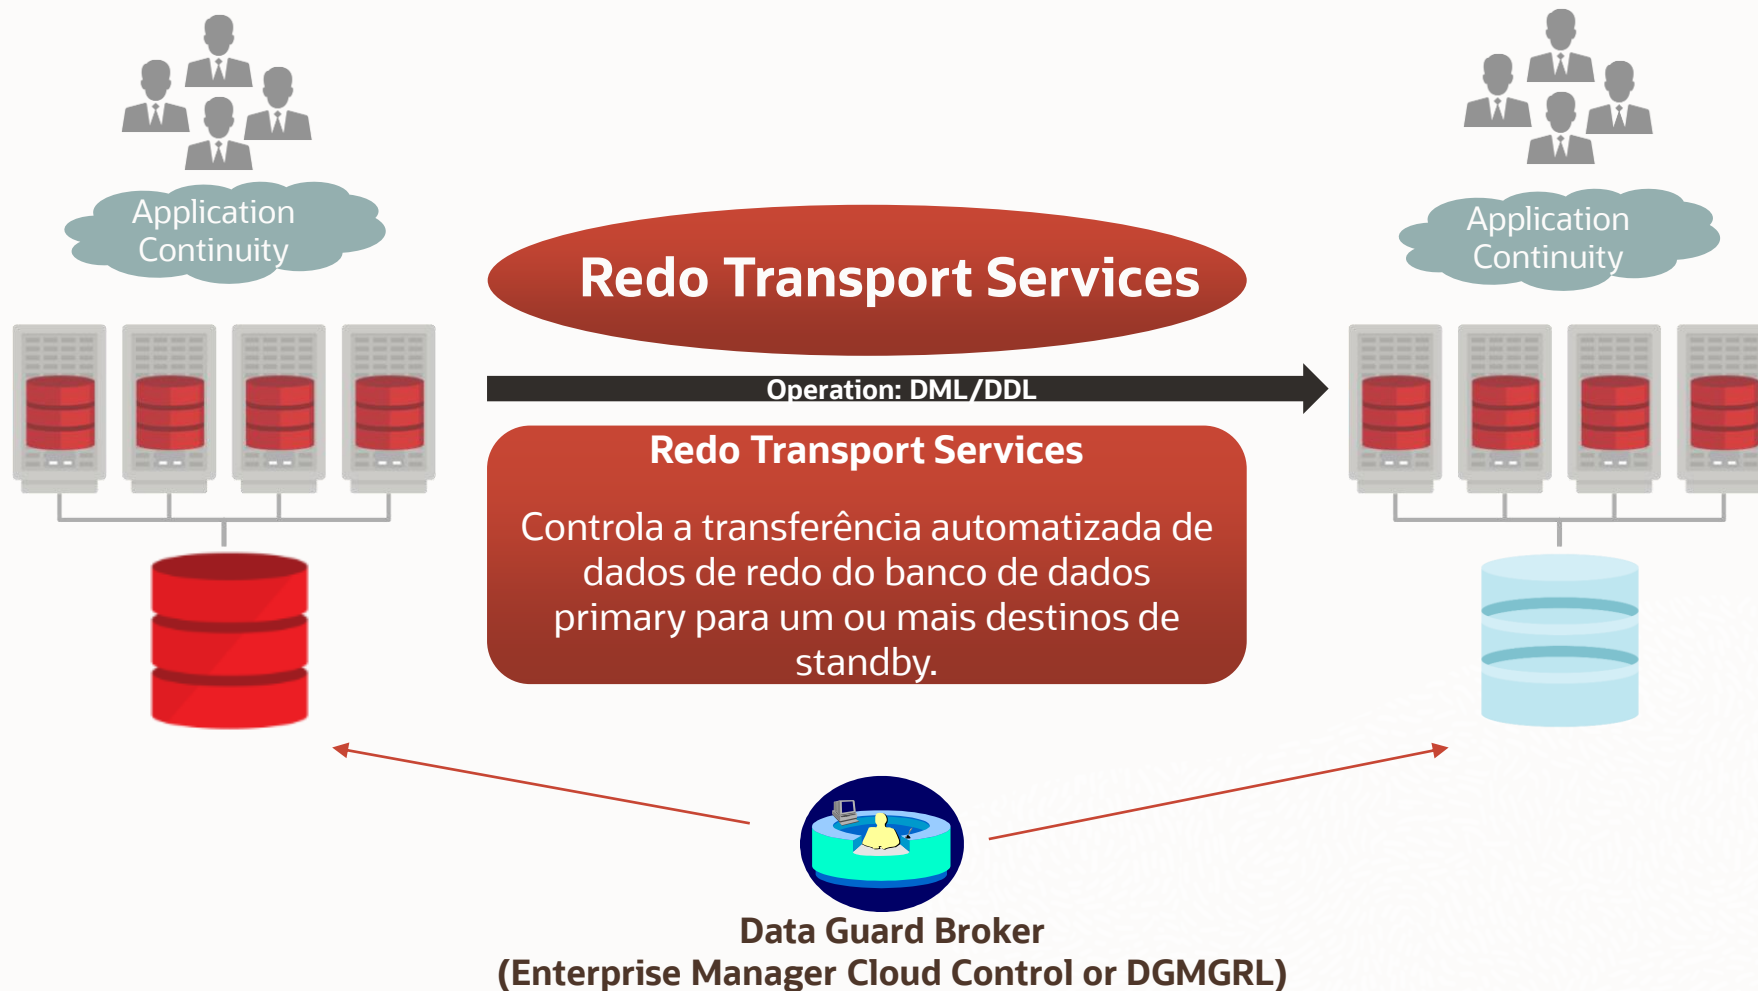 Application
Continuity
Application
Continuity
Redo Transport Services
Operation: DML/DDL
Redo Transport Services
Controla a transferência automatizada de
dados de redo do banco de dados
primary para um ou mais destinos de
standby.
Data Guard Broker
(Enterprise Manager Cloud Control or DGMGRL)